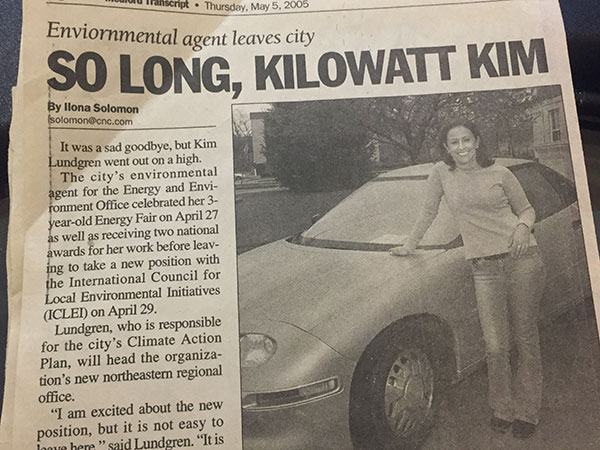 Medford Transcript • Thursday, May 5, 2005
Enviornmental agent leaves city
SO LONG, KILOWATT KIM
By Ilona Solomon
solomon@cnc.com
It was a sad goodbye, but Kim
Lundgren went out on a high.
The city's environmental
agent for the Energy and Envi-
ronment Office celebrated her 3-
year-old Energy Fair on April 27
as well as receiving two national
awards for her work before leav-
ing to take a new position with
the International Council for
Local Environmental Initiatives
(ICLEI) on April 29.
Lundgren, who is responsible
for the city's Climate Action
Plan, will head the organiza-
tion's new northeastern regional
office.
"I am excited about the new
position, but it is not easy to
leave here," said Lundgren. "It is